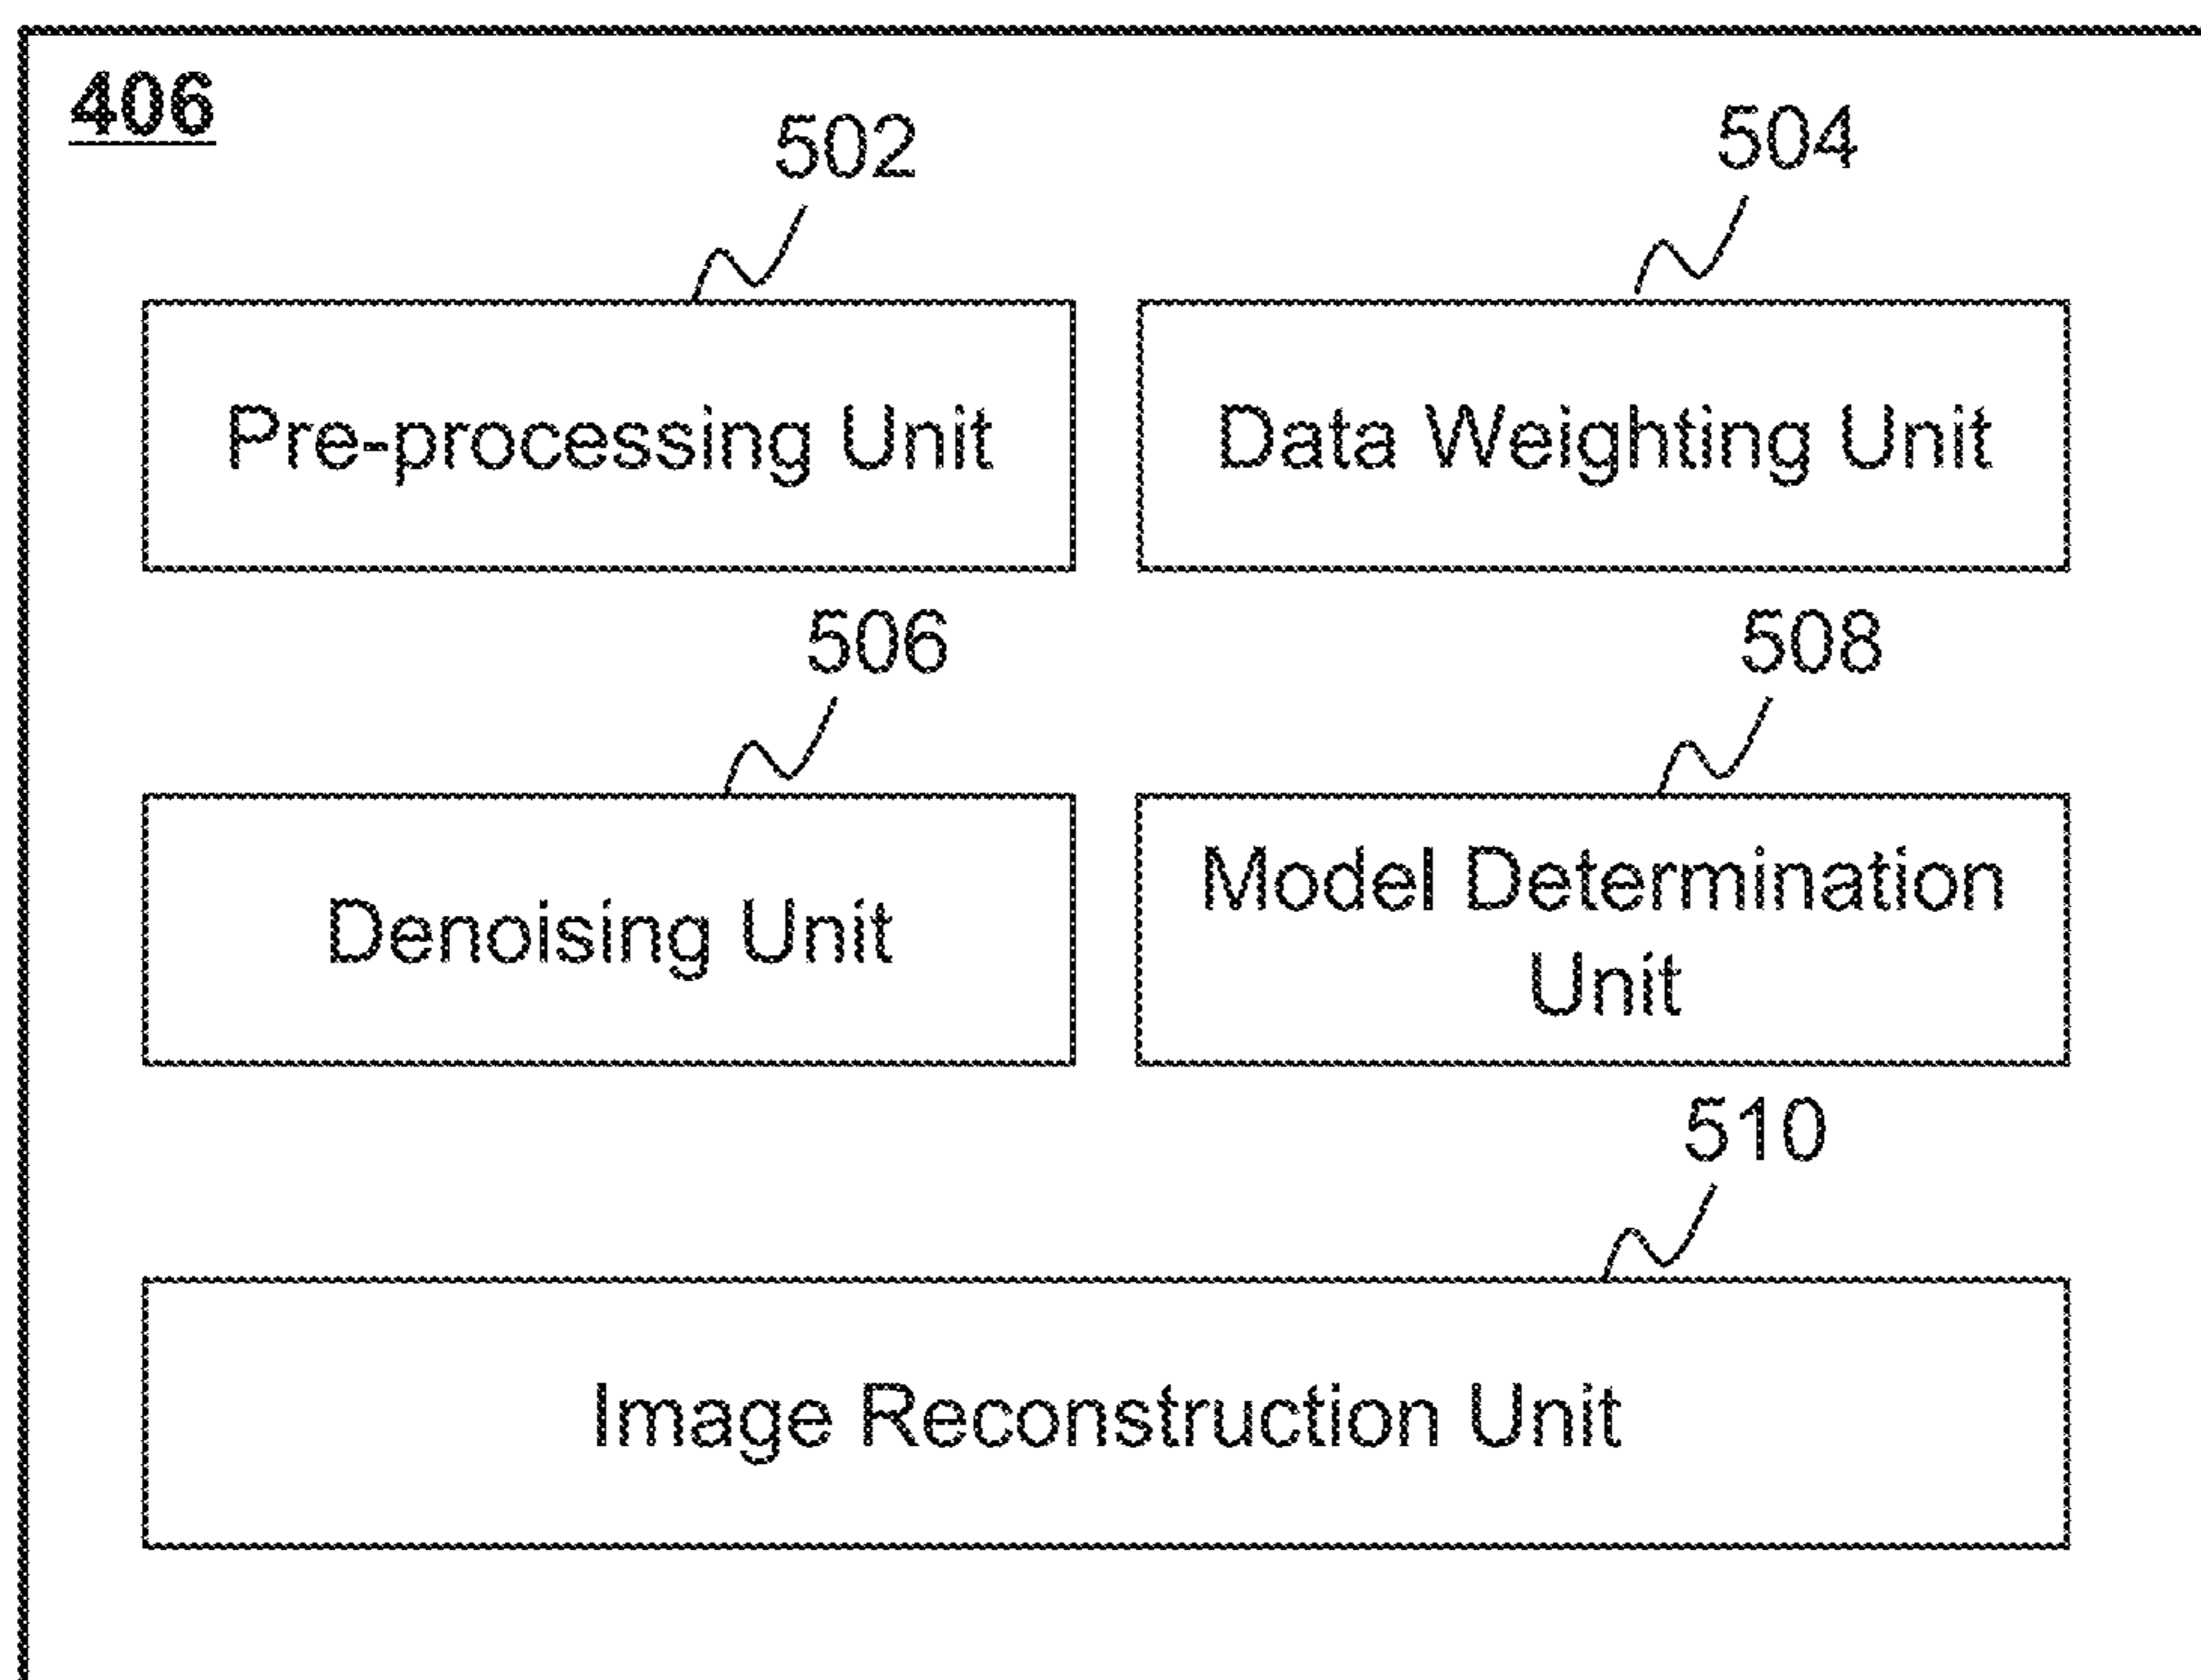 406
502
504
Pre-processing Unit
Data Weighting Unit
506
508
Denoising Unit
Model Determination
Unit
510
Image Reconstruction Unit